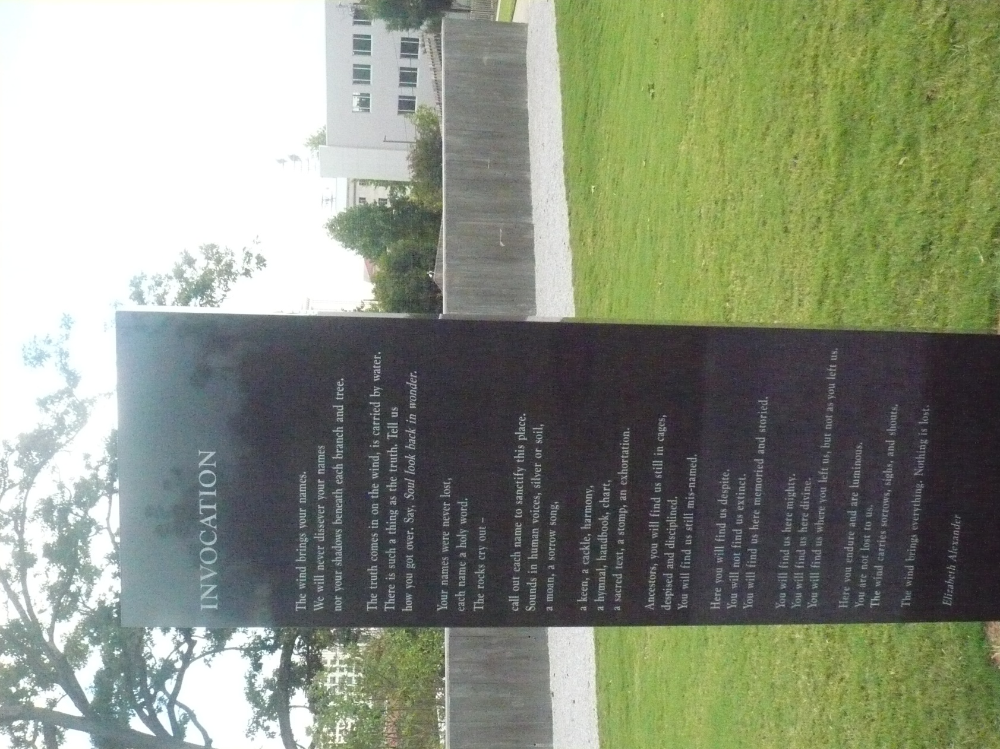 INVOCATION
The wind brings your names.
We will never dissever your names
nor your shadows beneath each branch and tree.
The truth comes in on the wind, is carried by water.
There is such a thing as the truth. Tell us
how you got over. Say, Soul look back in wonder.
Your names were never lost,
each name a holy word.
The rocks cry out –
call out each name to sanctify this place.
Sounds in human voices, silver or soil,
a moan, a sorrow song,
a keen, a cackle, harmony,
a hymnal, handbook, chart,
a sacred text, a stomp, an exhortation.
Ancestors, you will find us still in cages,
despised and disciplined.
You will find us still mis-named.
Here you will find us despite.
You will not find us extinct.
You will find us here memoried and storied.
You will find us here mighty.
You will find us here divine.
You will find us where you left us, but not as you left us.
Here you endure and are luminous.
You are not lost to us.
The wind carries sorrows, sighs, and shouts.
The wind brings everything. Nothing is lost.
Elizabeth Alexander